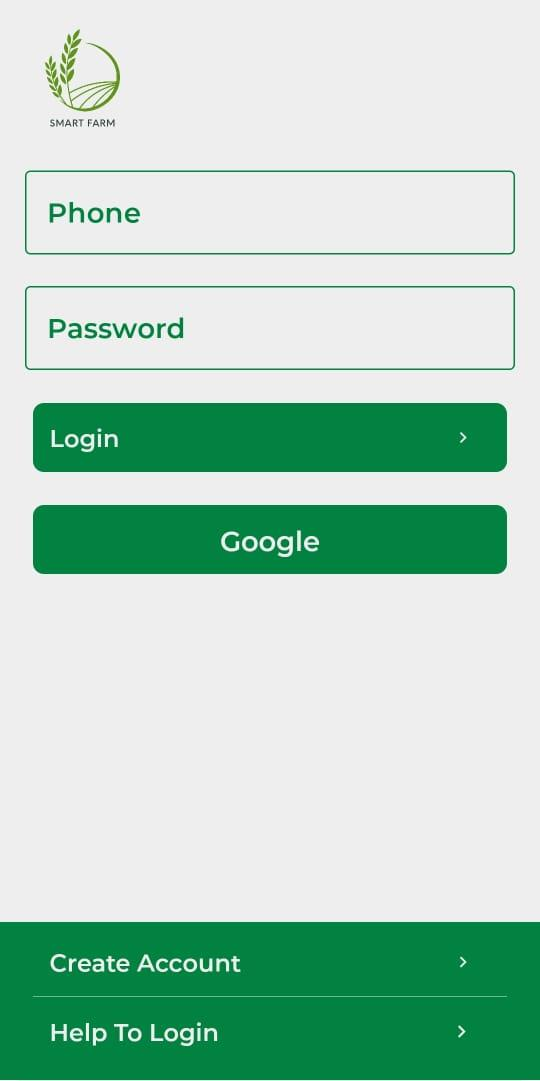 SMART FARM
Phone
Password
Login
Google
Create Account
Help To Login